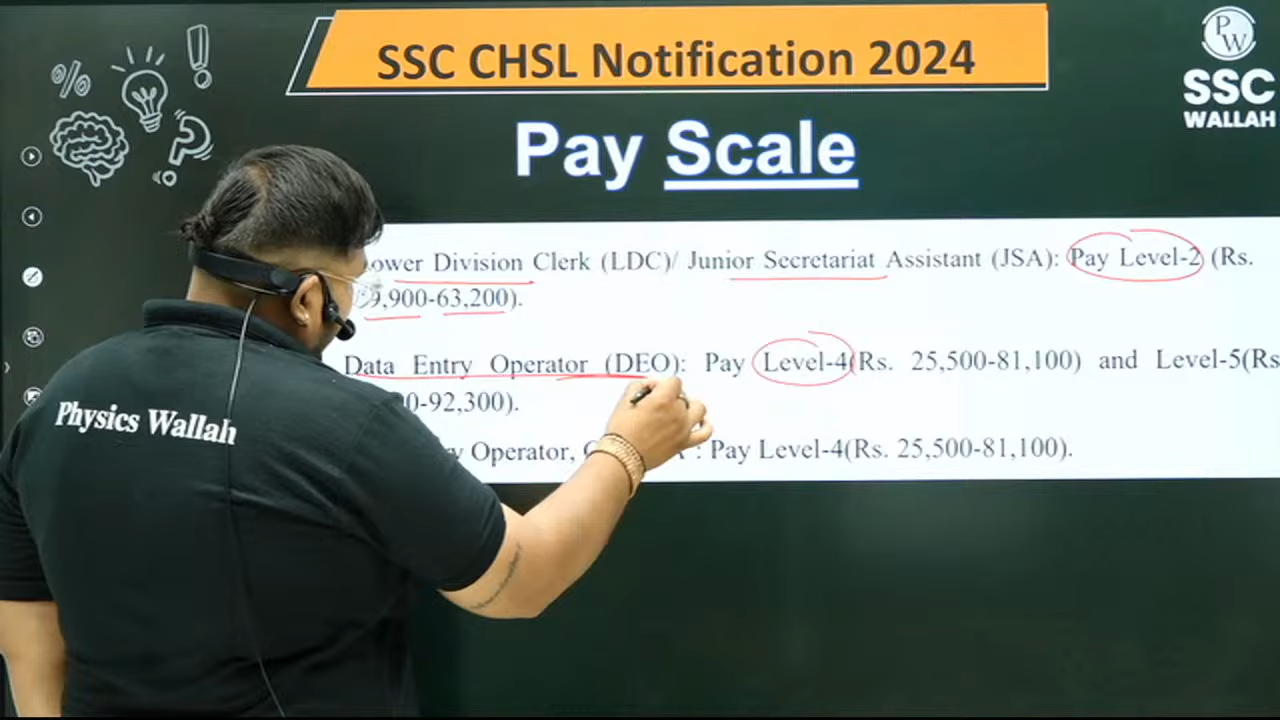 SSC CHSL Notification 2024
PW
SSC
WALLAH
Pay Scale
Lower Division Clerk (LDC)/ Junior Secretariat Assistant (JSA): Pay Level-2 (Rs.
9,900-63,200).
Data Entry Operator (DEO): Pay Level-4(Rs. 25,500-81,100) and Level-5(Rs
0-92,300).
Operator, : Pay Level-4(Rs. 25,500-81,100).
Physics Wallah